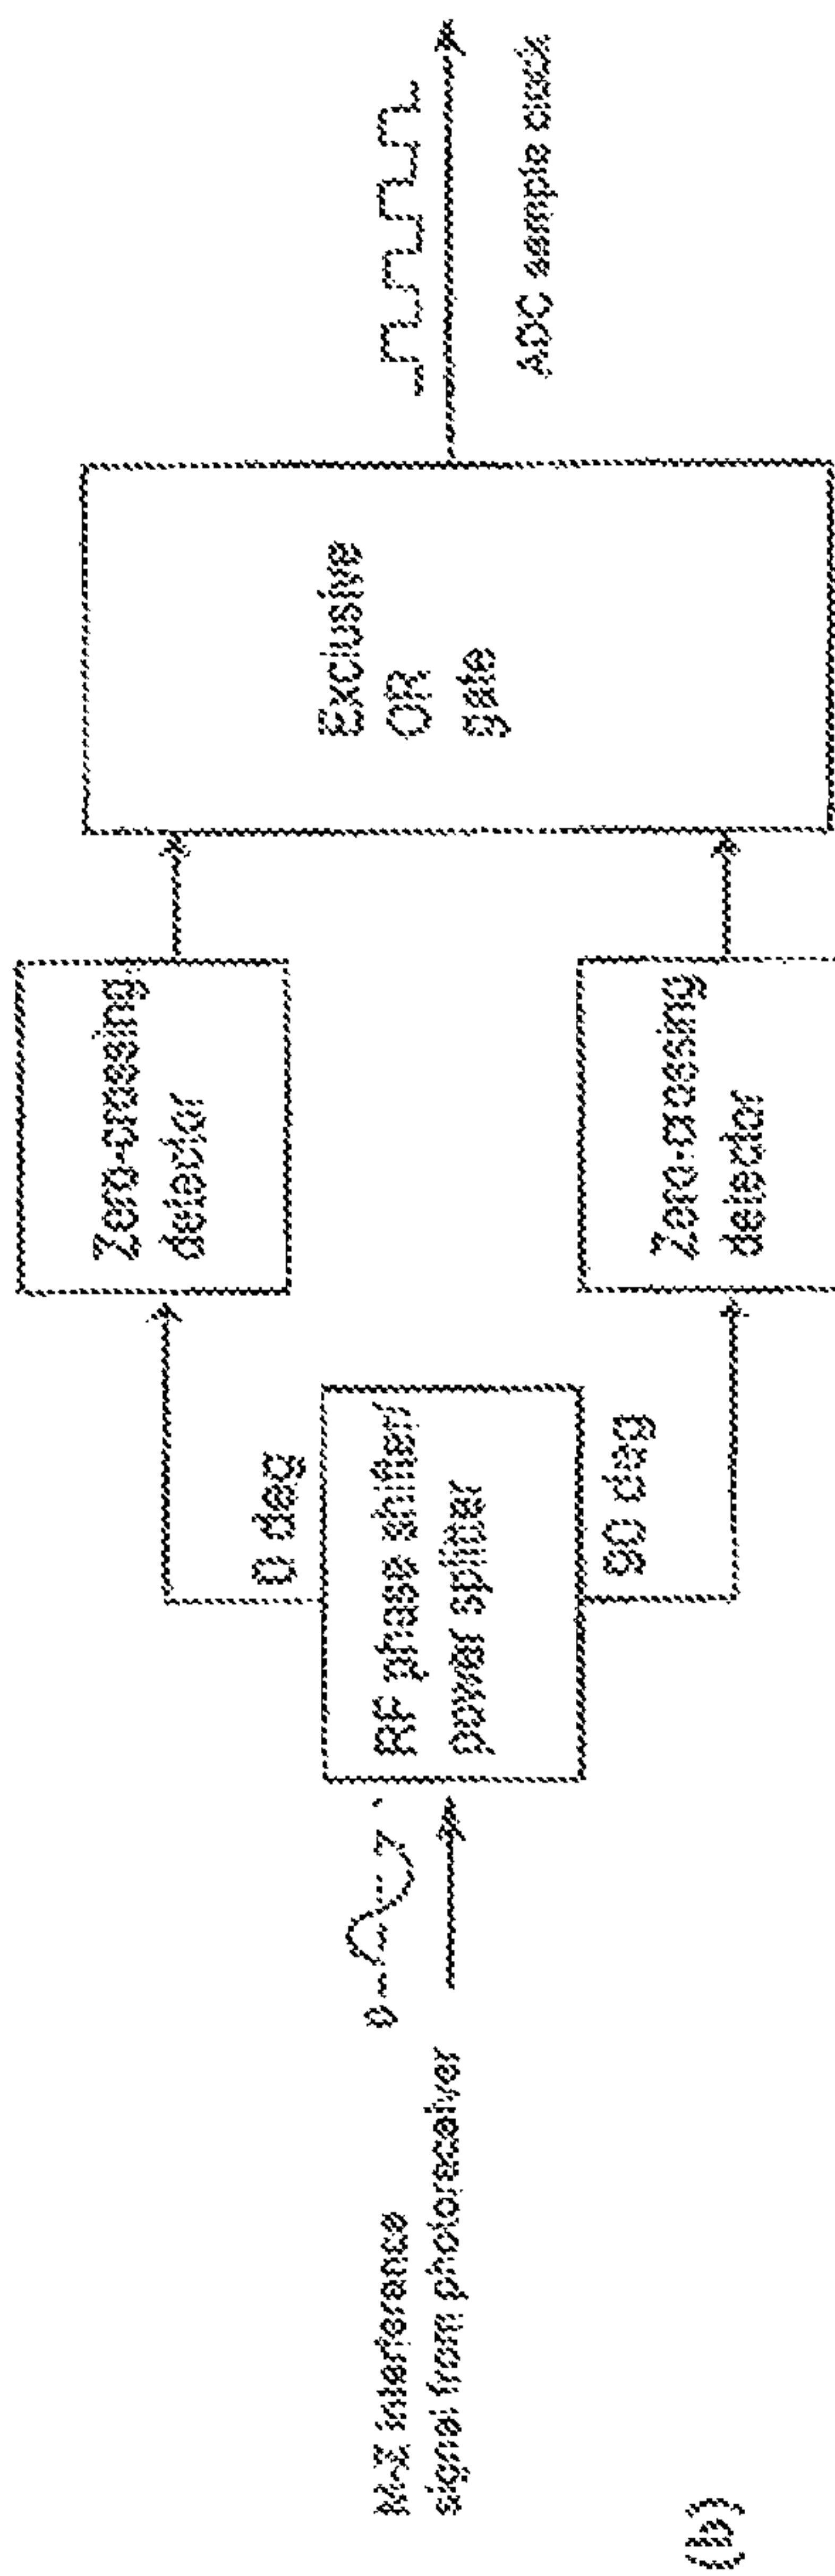 M-Z interference
signal from photoreceiver
0
RF phase shifter/
power splitter
0 deg
90 deg
Zero-crossing
detector
Zero-crossing
detector
Exclusive
OR
gate
ADC sample clock
(b)